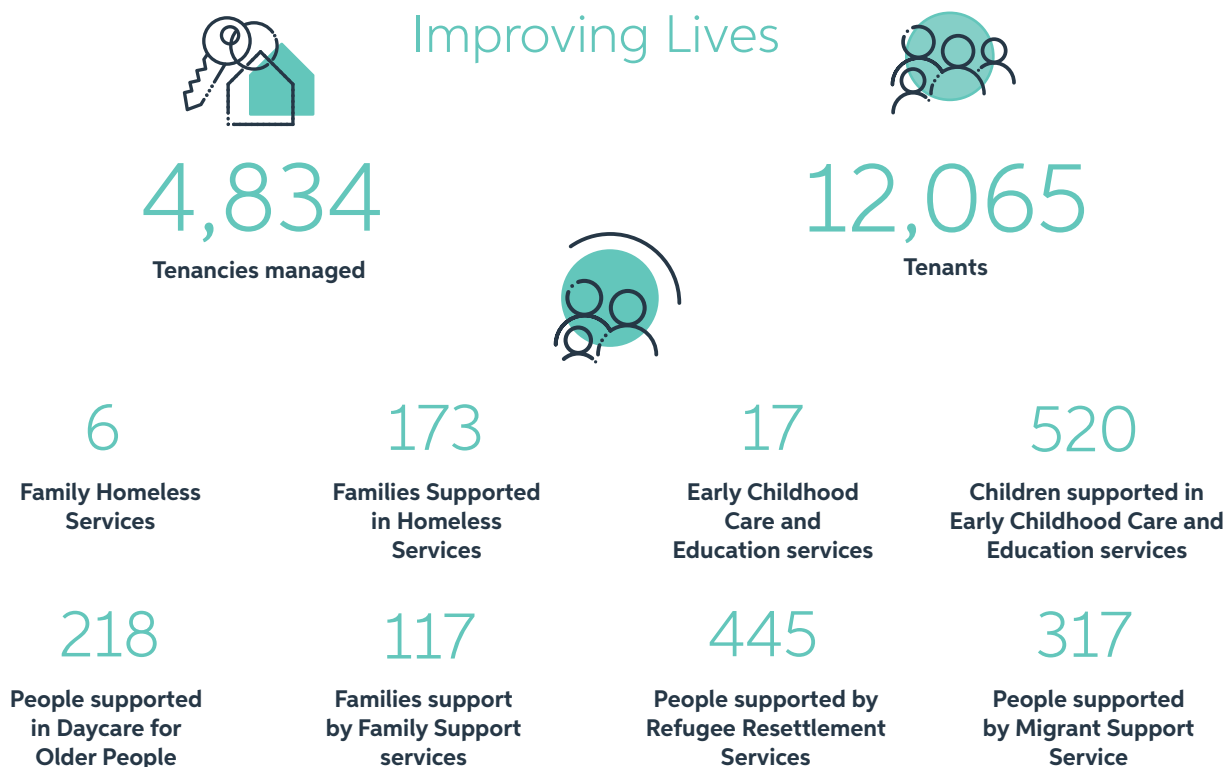 Improving Lives
4,834
Tenancies managed
12,065
Tenants
6
Family Homeless
Services
173
Families Supported
in Homeless
Services
17
Early Childhood
Care and
Education services
520
Children supported in
Early Childhood Care and
Education services
218
People supported
in Daycare for
Older People
117
Families support
by Family Support
services
445
People supported by
Refugee Resettlement
Services
317
People supported
by Migrant Support
Service